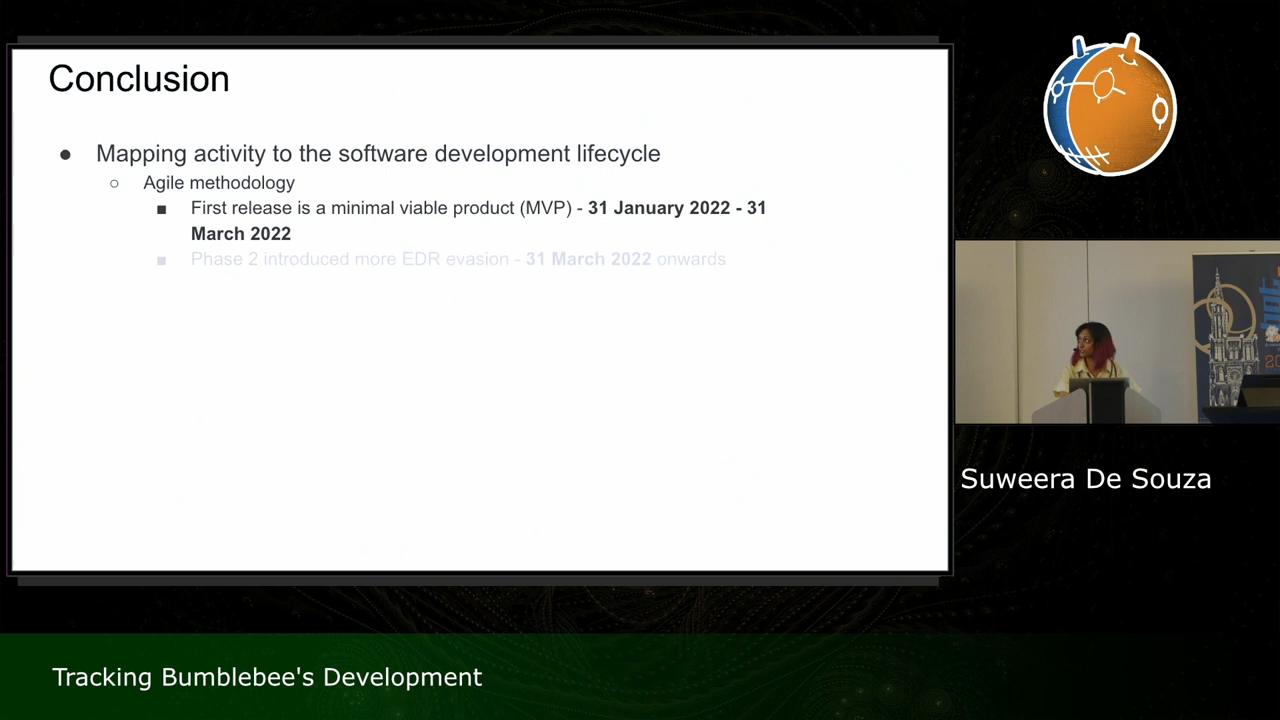 Conclusion
● Mapping activity to the software development lifecycle
○ Agile methodology
■ First release is a minimal viable product (MVP) - 31 January 2022 - 31
March 2022
■ Phase 2 introduced more EDR evasion - 31 March 2022 onwards
Suweera De Souza
Tracking Bumblebee's Development